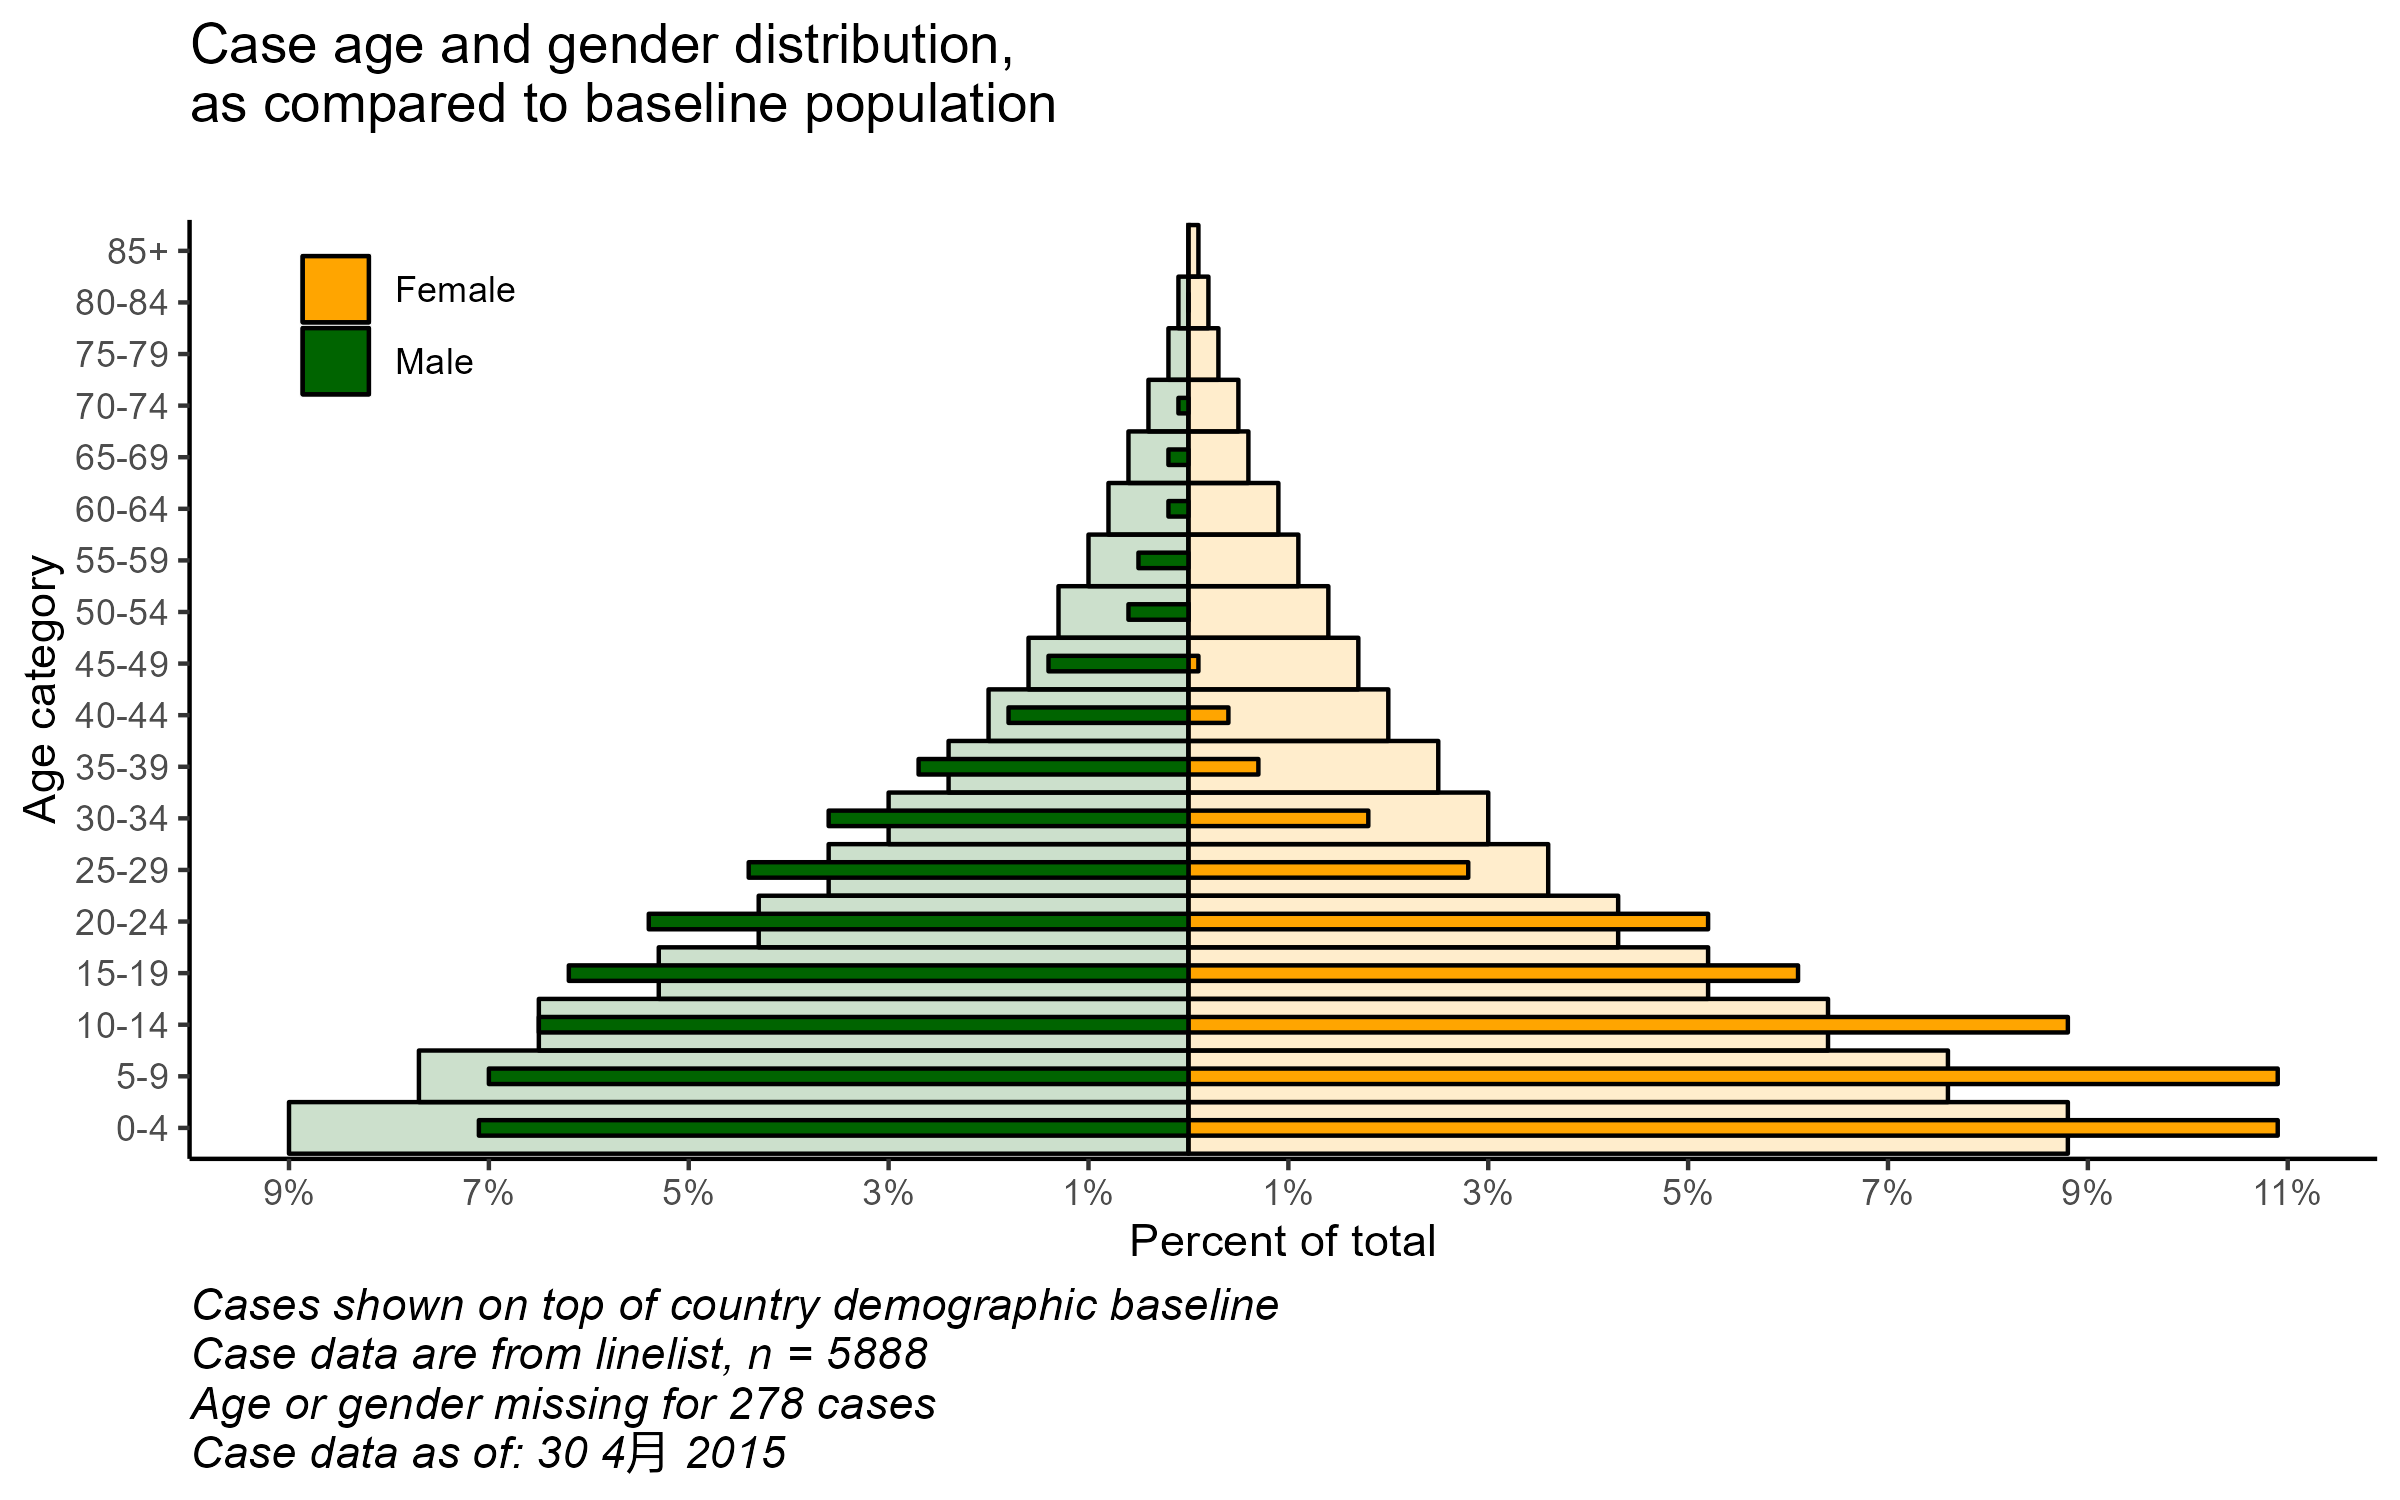 Case age and gender distribution,
as compared to baseline population
Female
Male
Age category
85+
80-84
75-79
70-74
65-69
60-64
55-59
50-54
45-49
40-44
35-39
30-34
25-29
20-24
15-19
10-14
5-9
0-4
9% 7% 5% 3% 1% 1% 3% 5% 7% 9% 11%
Percent of total
Cases shown on top of country demographic baseline
Case data are from linelist, n = 5888
Age or gender missing for 278 cases
Case data as of: 30 4月 2015